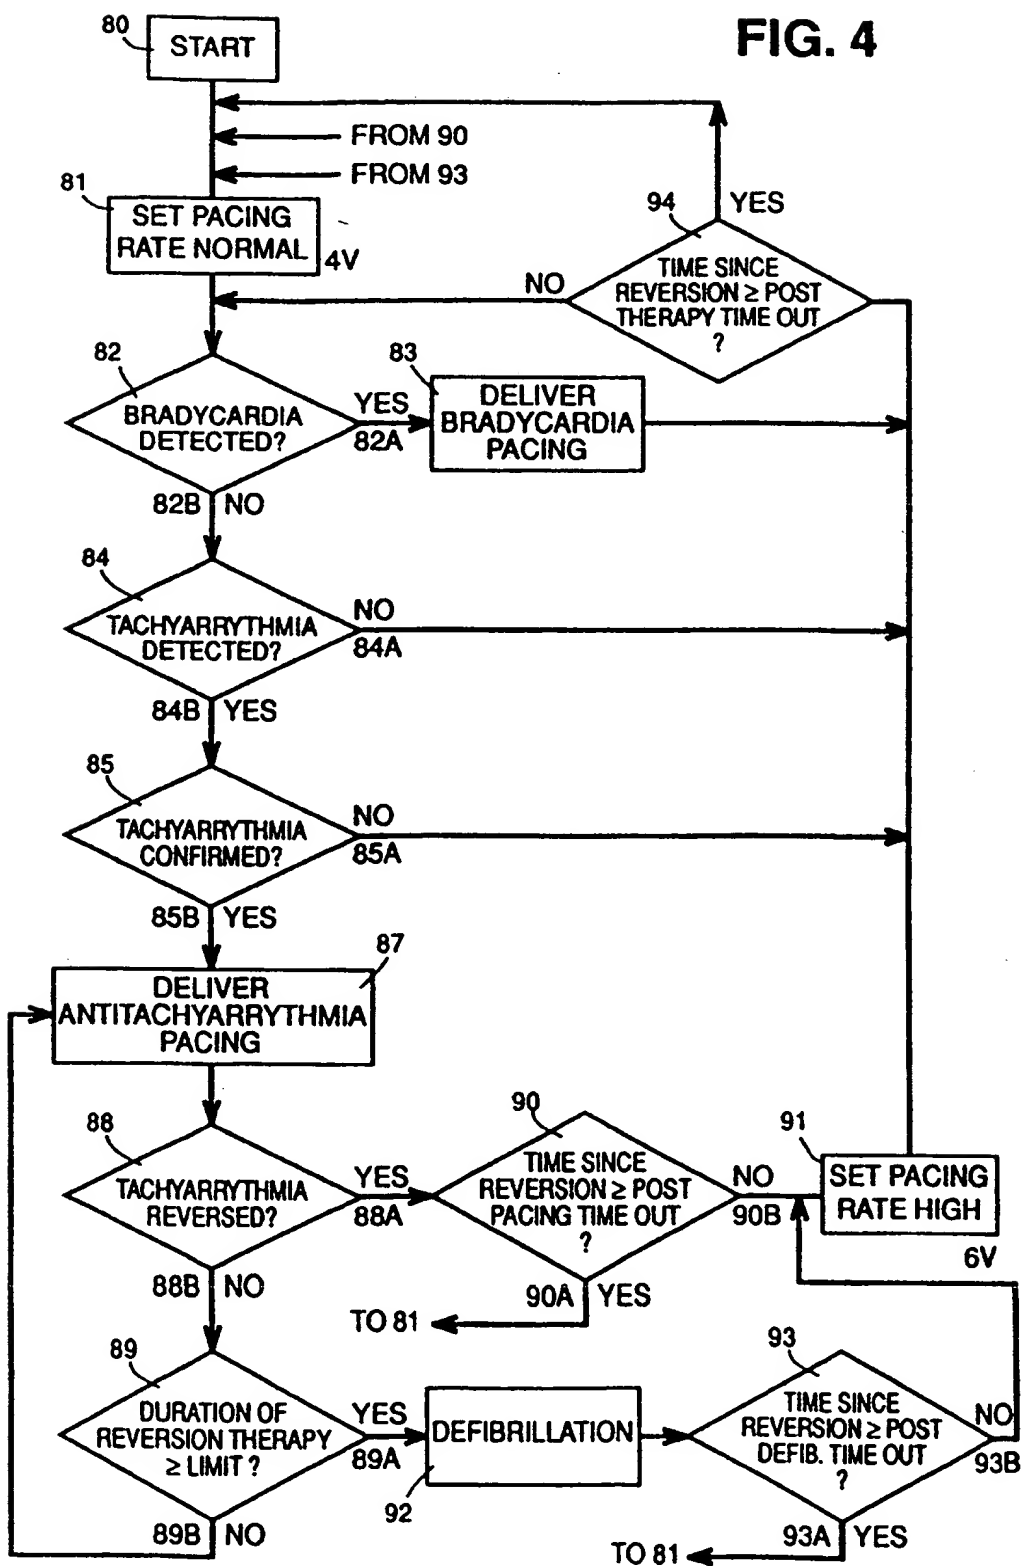 FIG. 4
80
START
FROM 90
FROM 93
81
SET PACING
RATE NORMAL
4V
94
YES
TIME SINCE
REVERSION ≥ POST
THERAPY TIME OUT
?
NO
82
BRADYCARDIA
DETECTED?
YES
82A
83
DELIVER
BRADYCARDIA
PACING
82B NO
84
TACHYARRYTHMIA
DETECTED?
NO
84A
84B YES
85
TACHYARRYTHMIA
CONFIRMED?
NO
85A
85B YES
87
DELIVER
ANTITACHYARRYTHMIA
PACING
88
TACHYARRYTHMIA
REVERSED?
YES
88A
90
TIME SINCE
REVERSION ≥ POST
PACING TIME OUT
?
NO
90B
91
SET PACING
RATE HIGH
6V
88B NO
90A YES
TO 81
89
DURATION OF
REVERSION THERAPY
≥ LIMIT ?
YES
89A
DEFIBRILLATION
92
93
TIME SINCE
REVERSION ≥ POST
DEFIB. TIME OUT
?
NO
93B
89B NO
93A YES
TO 81